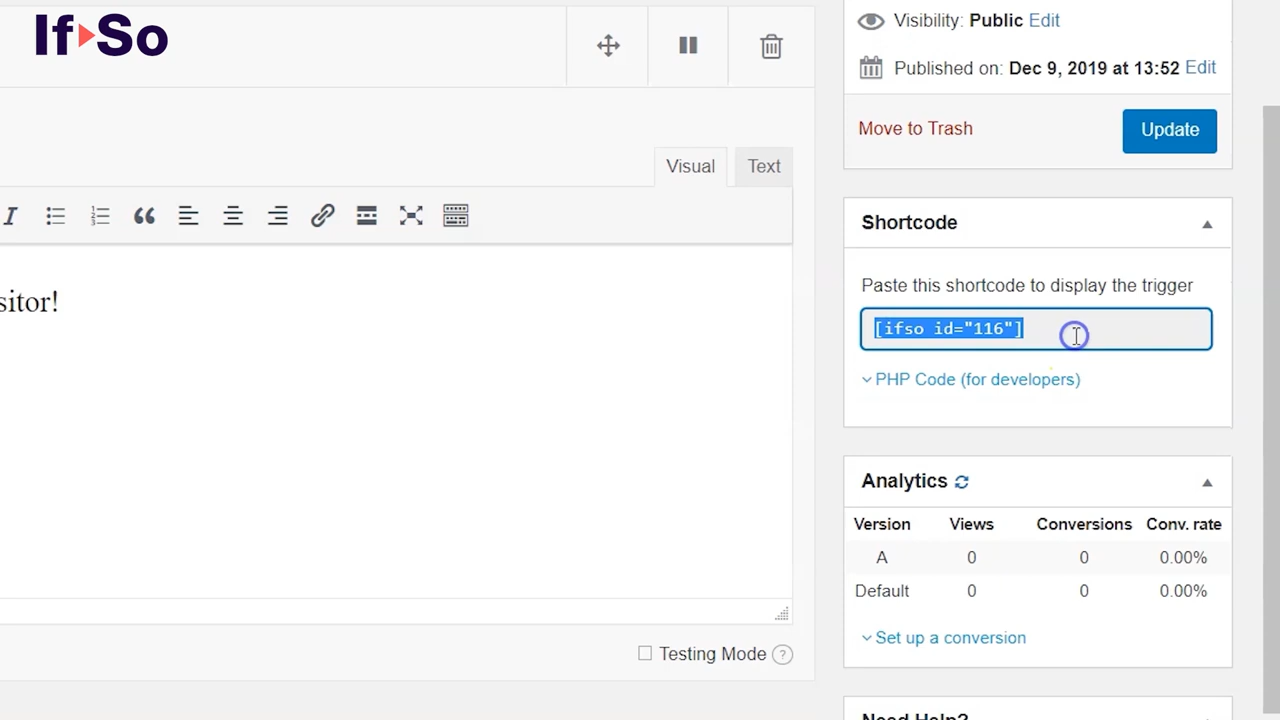 If So
Visibility: Public Edit
Published on: Dec 9, 2019 at 13:52 Edit
Move to Trash
Update
Visual Text
sitor!
Shortcode
Paste this shortcode to display the trigger
[ifso id="116"]
PHP Code (for developers)
Analytics
Version Views Conversions Conv. rate
A 0 0 0.00%
Default 0 0 0.00%
Set up a conversion
Testing Mode ?
Need Help?